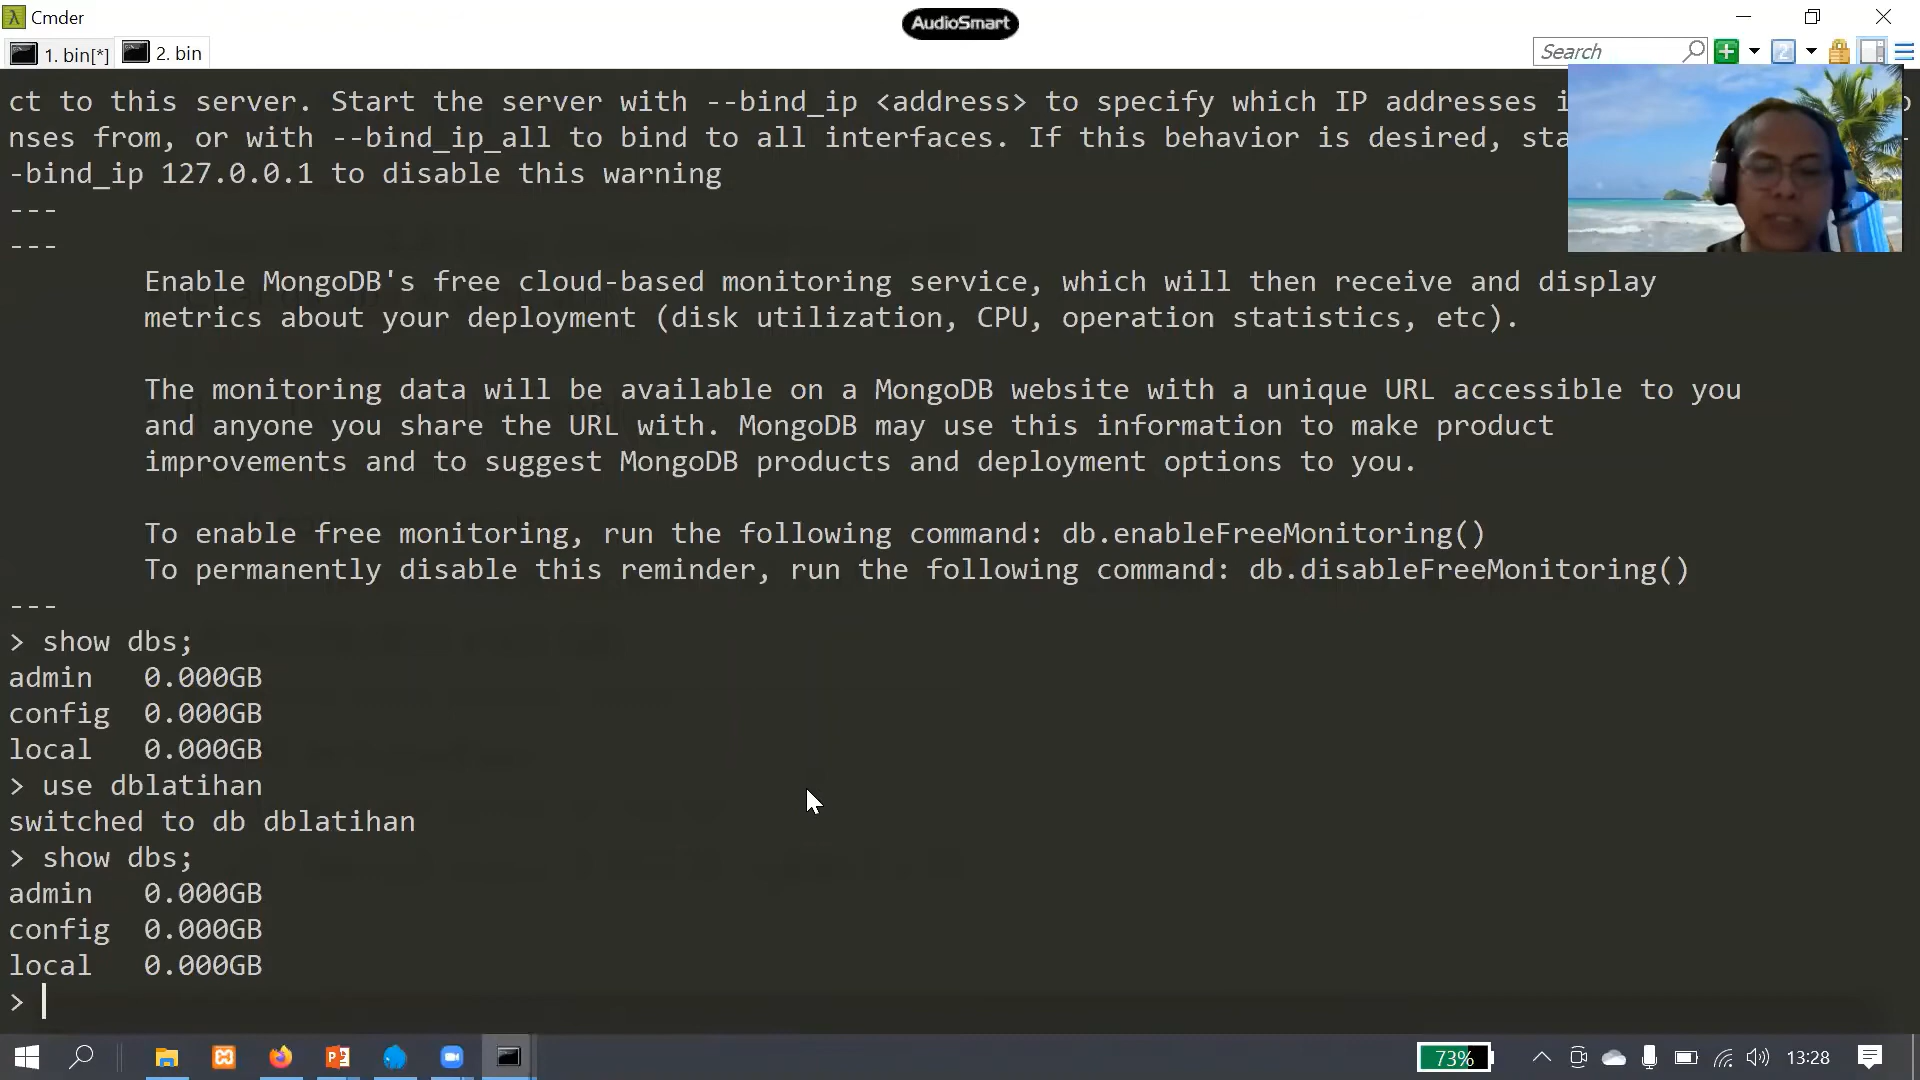 Cmder
AudioSmart
1. bin[*]
2. bin
Search
ct to this server. Start the server with --bind_ip <address> to specify which IP addresses i
nses from, or with --bind_ip_all to bind to all interfaces. If this behavior is desired, sta
-bind_ip 127.0.0.1 to disable this warning
---
---
Enable MongoDB's free cloud-based monitoring service, which will then receive and display
metrics about your deployment (disk utilization, CPU, operation statistics, etc).
The monitoring data will be available on a MongoDB website with a unique URL accessible to you
and anyone you share the URL with. MongoDB may use this information to make product
improvements and to suggest MongoDB products and deployment options to you.
To enable free monitoring, run the following command: db.enableFreeMonitoring()
To permanently disable this reminder, run the following command: db.disableFreeMonitoring()
---
> show dbs;
admin 0.000GB
config 0.000GB
local 0.000GB
> use dblatihan
switched to db dblatihan
> show dbs;
admin 0.000GB
config 0.000GB
local 0.000GB
>
73%
13:28